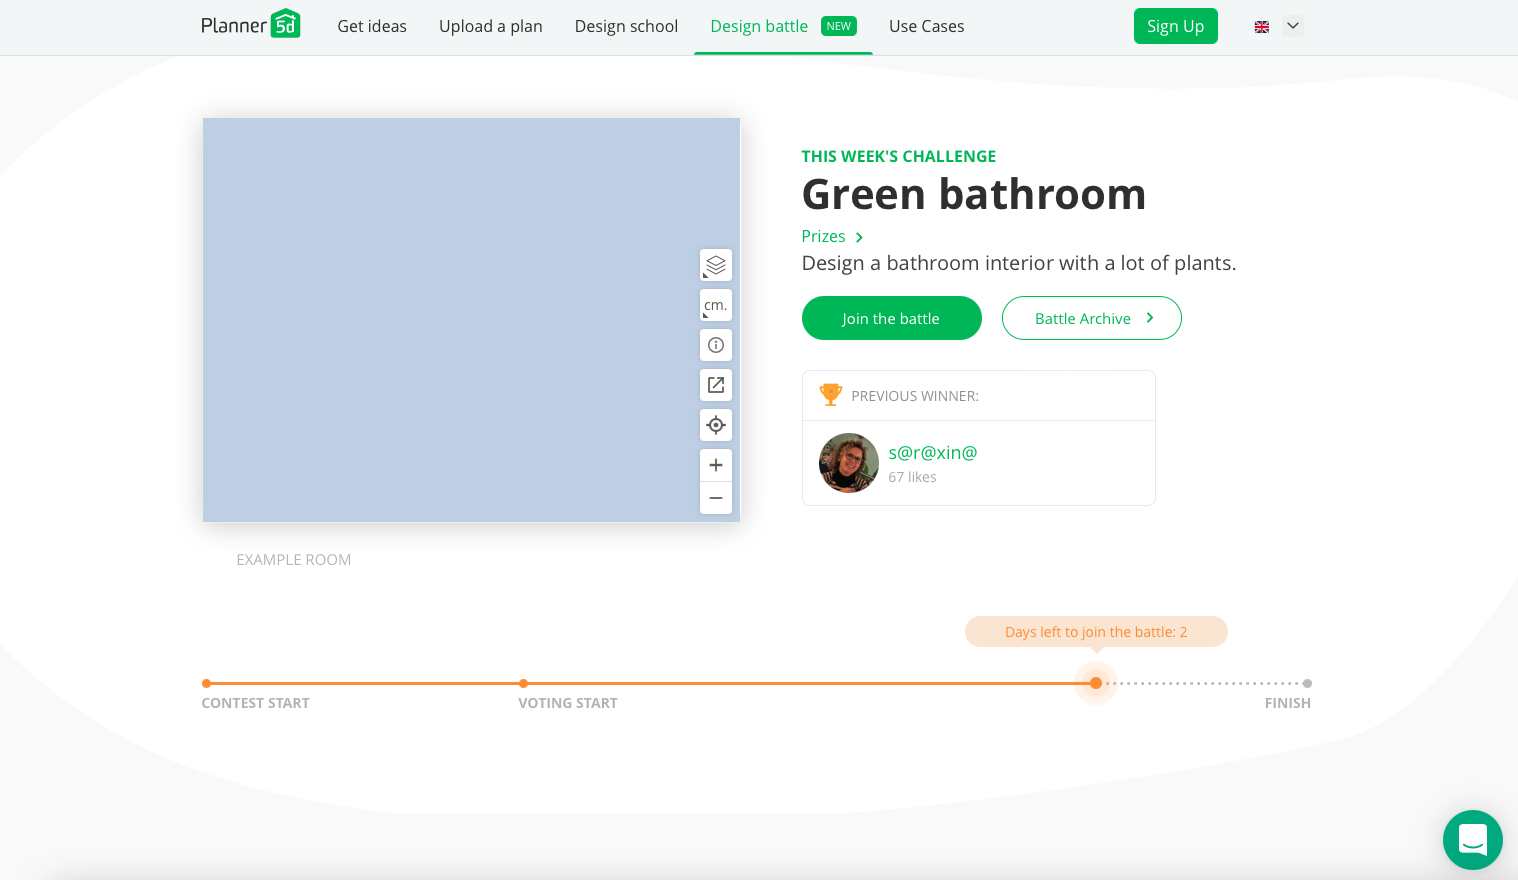 Planner 5d
Get ideas
Upload a plan
Design school
Design battle
NEW
Use Cases
Sign Up
THIS WEEK'S CHALLENGE
Green bathroom
Prizes
Design a bathroom interior with a lot of plants.
Join the battle
Battle Archive
cm.
PREVIOUS WINNER:
s@r@xin@
67 likes
EXAMPLE ROOM
Days left to join the battle: 2
CONTEST START
VOTING START
FINISH